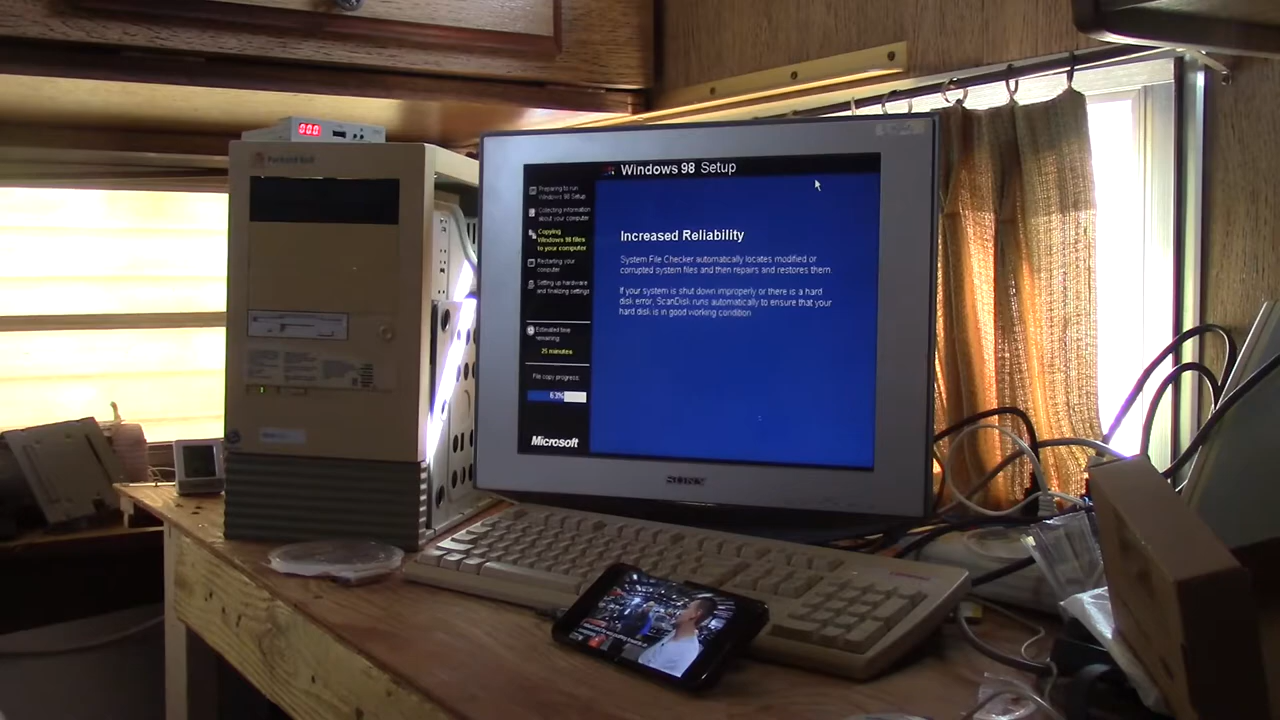 00.0
Packard Bell
Windows 98 Setup
Preparing to run
Windows 98 Setup
Collecting information
about your computer
Copying
Windows 98 files
to your computer
Restarting your
computer
Setting up hardware
and finalizing settings
Estimated time
remaining:
25 minutes
File copy progress:
63%
Microsoft
Increased Reliability
System File Checker automatically locates modified or
corrupted system files and then repairs and restores them.
If your system is shut down improperly or there is a hard
disk error, ScanDisk runs automatically to ensure that your
hard disk is in good working condition
SONY